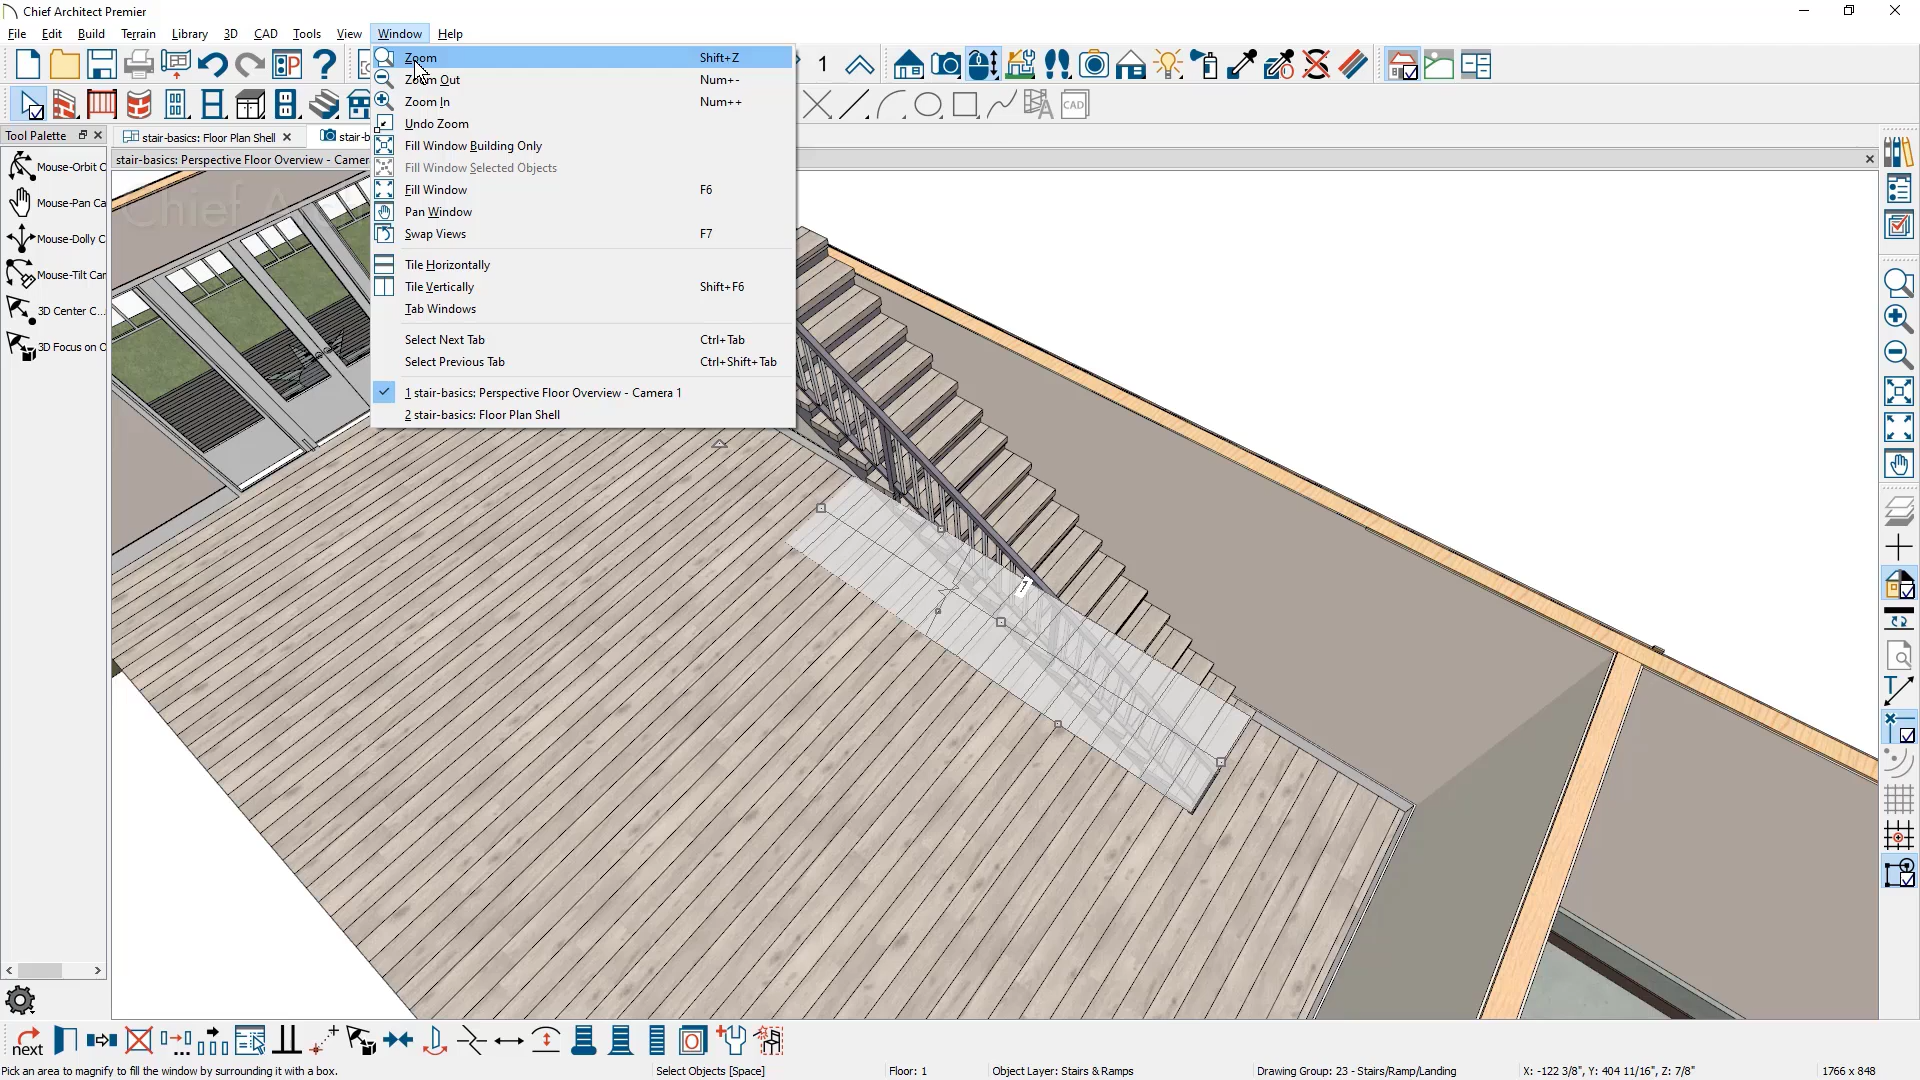 Chief Architect Premier
File Edit Build Terrain Library 3D CAD Tools View Window Help
1
CAD
Tool Palette
stair-basics: Floor Plan Shell
stair-b
stair-basics: Perspective Floor Overview - Camer
Mouse-Orbit C
Mouse-Pan Ca
Mouse-Dolly C
Mouse-Tilt Car
3D Center C...
3D Focus on O
Zoom Shift+Z
Zoom Out Num+-
Zoom In Num++
Undo Zoom
Fill Window Building Only
Fill Window Selected Objects
Fill Window F6
Pan Window
Swap Views F7
Tile Horizontally
Tile Vertically Shift+F6
Tab Windows
Select Next Tab Ctrl+Tab
Select Previous Tab Ctrl+Shift+Tab
1 stair-basics: Perspective Floor Overview - Camera 1
2 stair-basics: Floor Plan Shell
Chief A
next
Pick an area to magnify to fill the window by surrounding it with a box. Select Objects [Space] Floor: 1 Object Layer: Stairs & Ramps Drawing Group: 23 - Stairs/Ramp/Landing X: -122 3/8", Y: 404 11/16", Z: 7/8" 1766 x 848